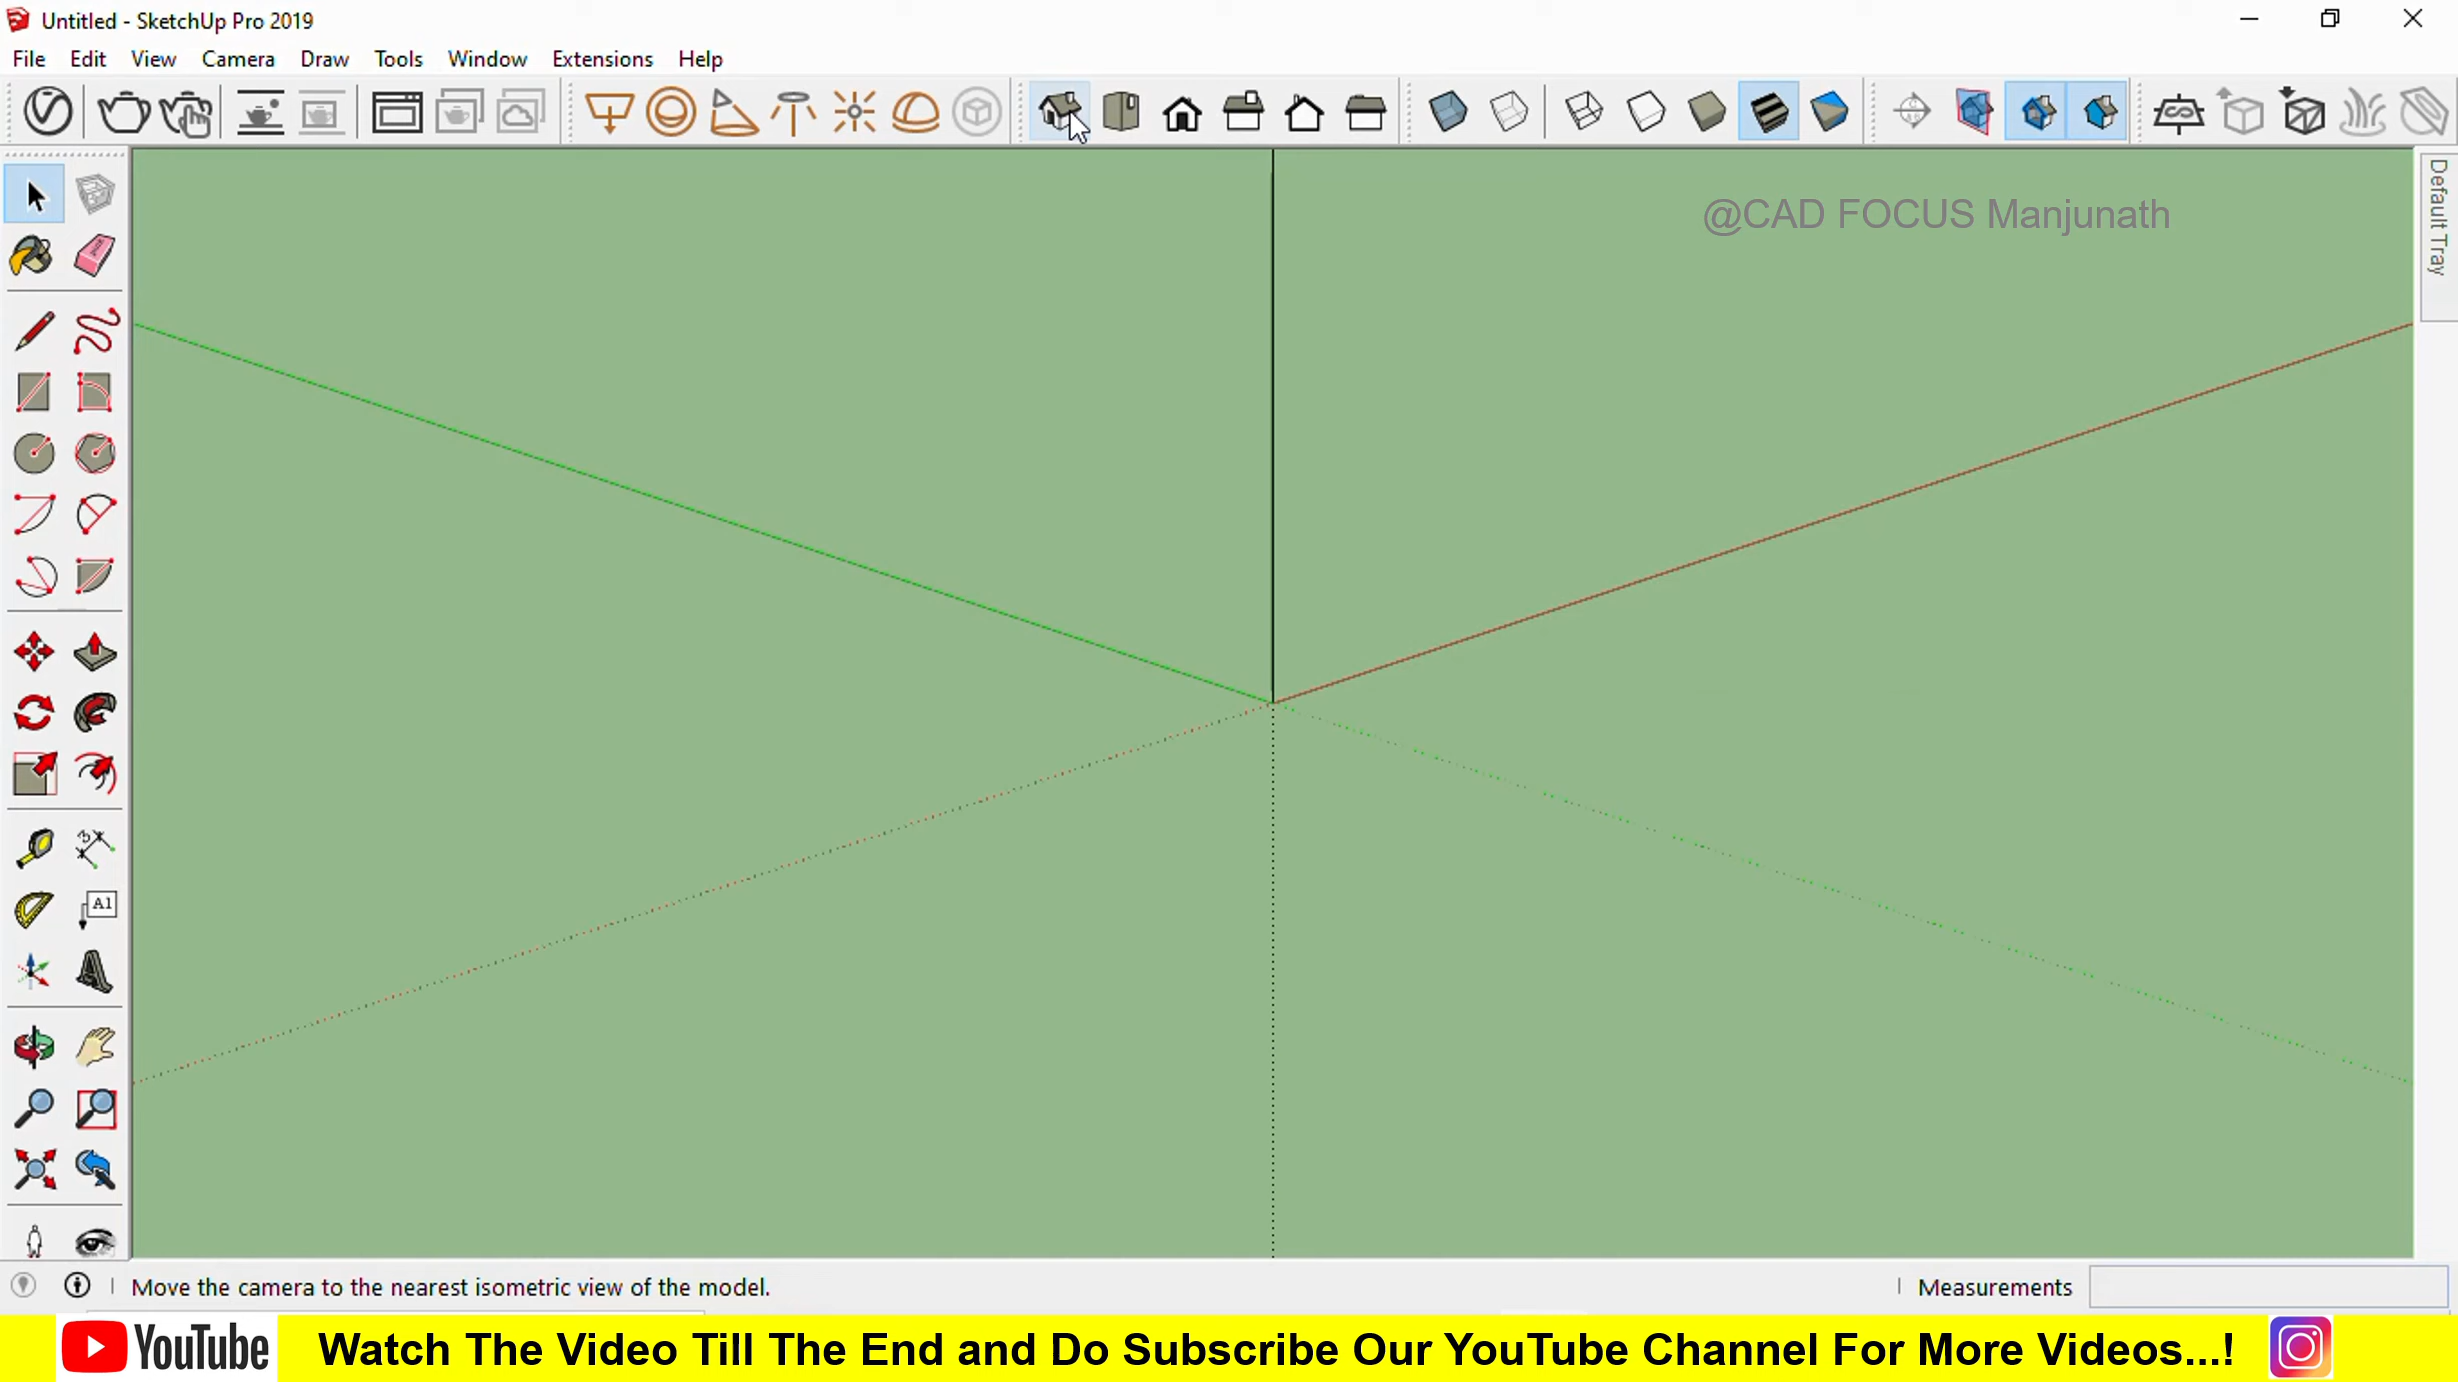 Untitled - SketchUp Pro 2019
File Edit View Camera Draw Tools Window Extensions Help
@CAD FOCUS Manjunath
Default Tray
A1
Move the camera to the nearest isometric view of the model.
Measurements
YouTube Watch The Video Till The End and Do Subscribe Our YouTube Channel For More Videos...!